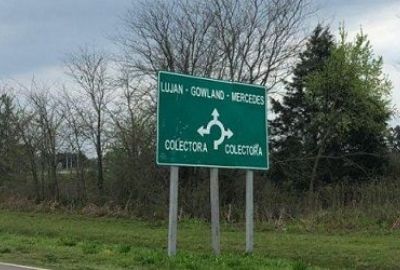 LUJAN - GOWLAND - MERCEDES
COLECTORA COLECTORA